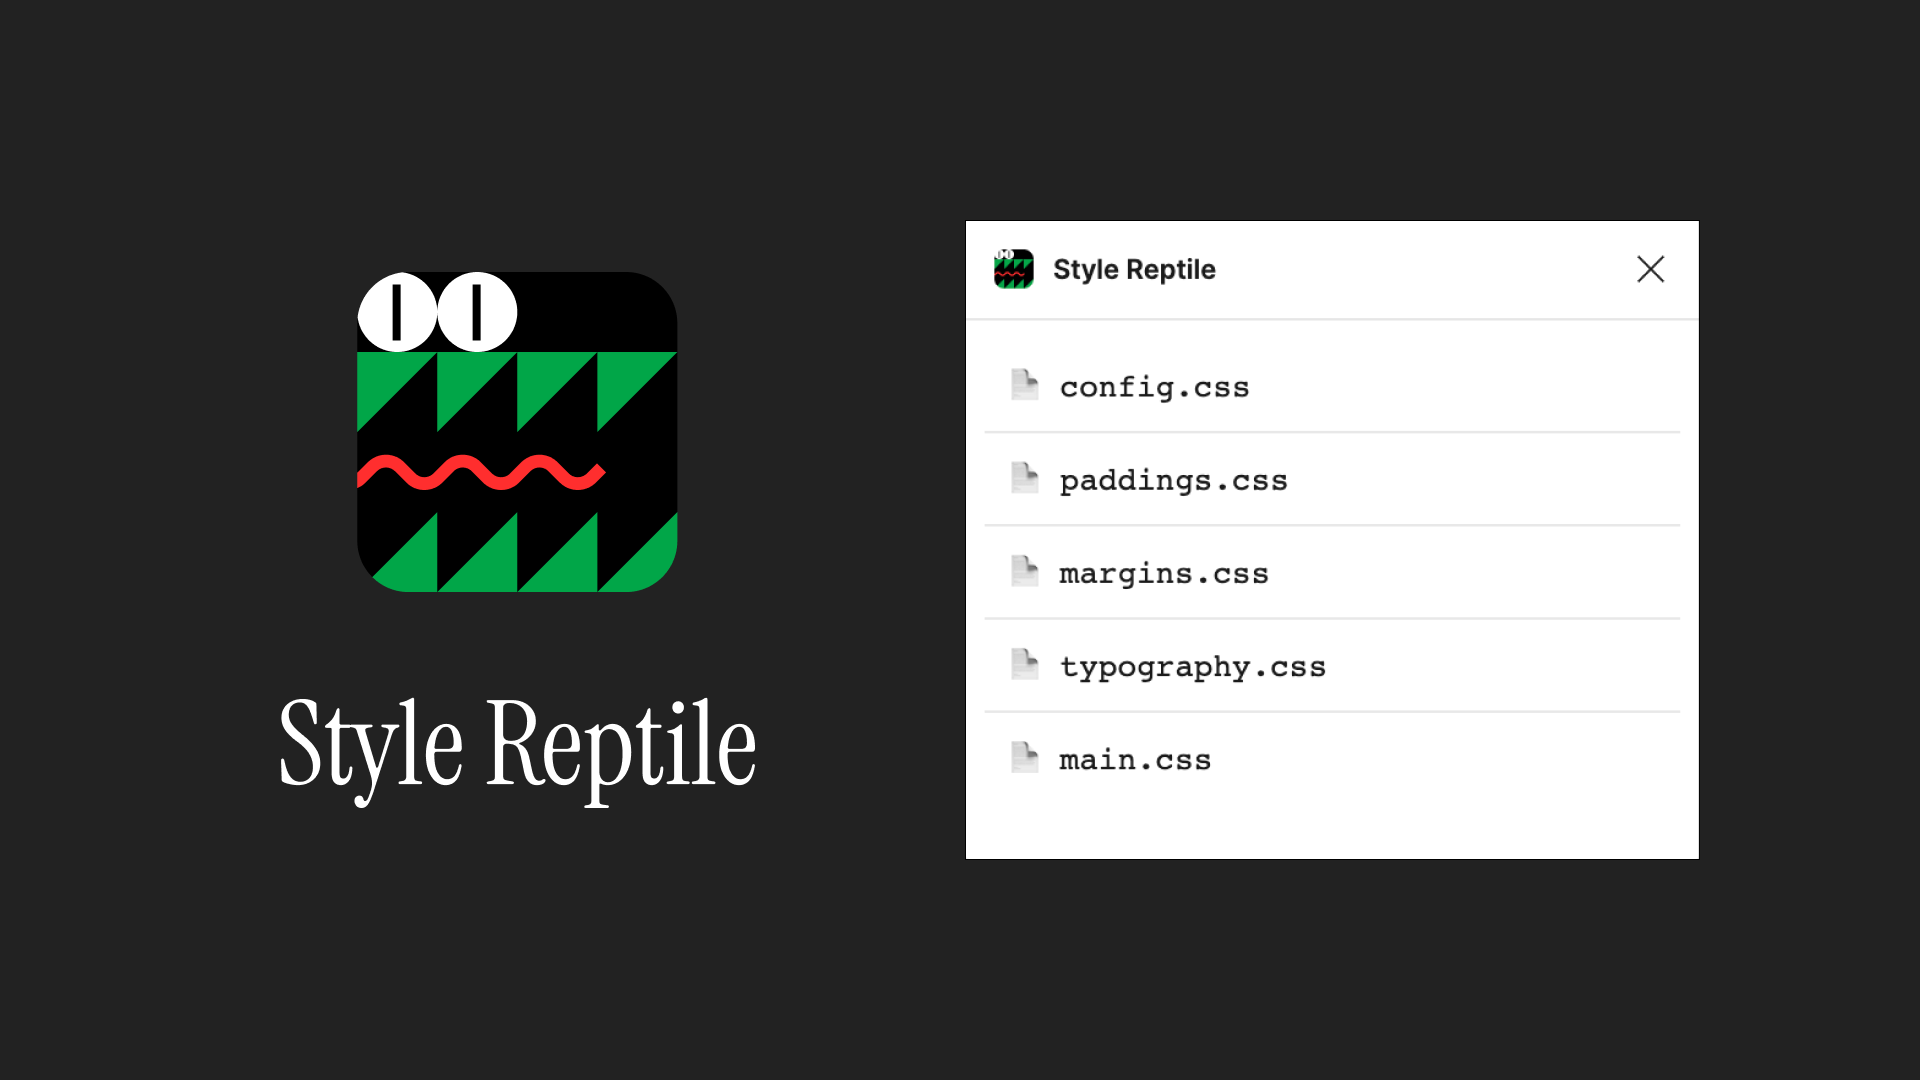 Style Reptile
Style Reptile
config.css
paddings.css
margins.css
typography.css
main.css